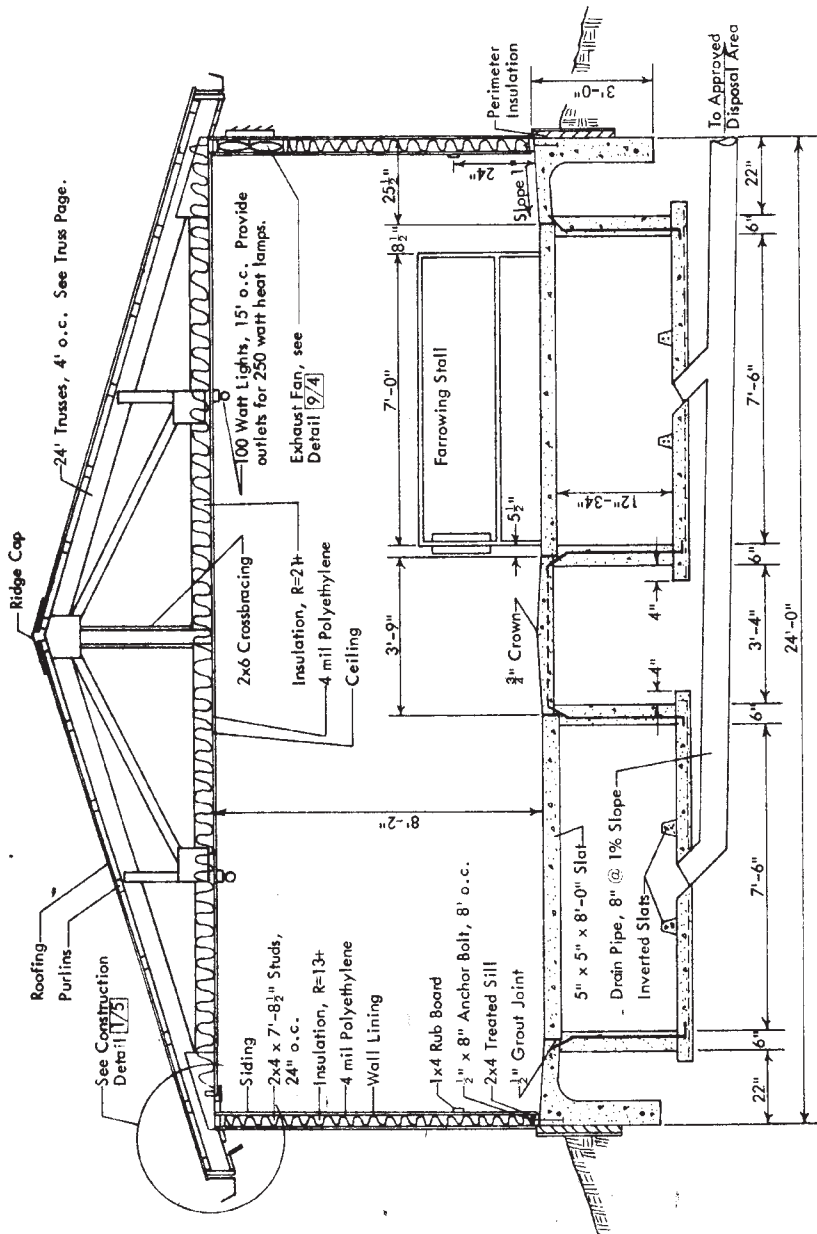 Ridge Cap
Roofing
Purlins
See Construction
Detail 1/5
24' Trusses, 4' o.c. See Truss Page.
2x6 Crossbracing
100 Watt Lights, 15' o.c. Provide
outlets for 250 watt heat lamps.
Insulation, R=21+
4 mil Polyethylene
Ceiling
Exhaust Fan, see
Detail 9/4
Siding
2x4 x 7'-8½" Studs,
24" o.c.
Insulation, R=13+
4 mil Polyethylene
Wall Lining
1x4 Rub Board
½" x 8" Anchor Bolt, 8' o.c.
2x4 Treated Sill
½" Grout Joint
8'-2"
3'-9"
7'-0"
8½"
25½"
Farrowing Stall
5½"
¾" Crown
24"
Slope 1"
Perimeter
Insulation
3'-0"
5" x 5" x 8'-0" Slat
Drain Pipe, 8" @ 1% Slope
Inverted Slats
4"
4"
12"-34"
To Approved
Disposal Area
22"
6"
7'-6"
6"
3'-4"
6"
7'-6"
6"
22"
24'-0"